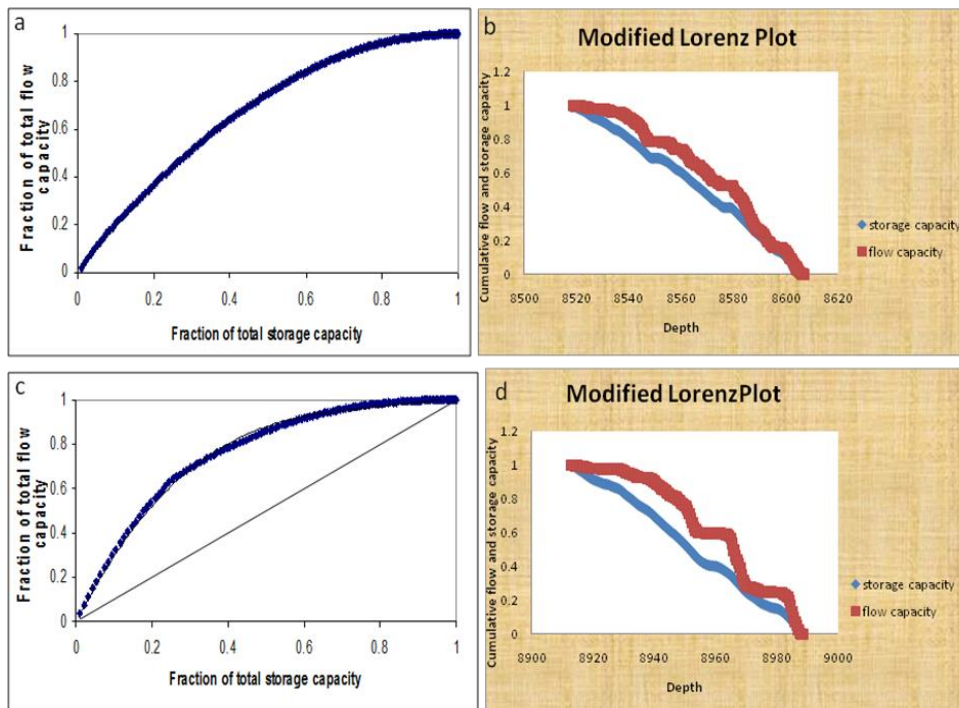 a
1
0.8
0.6
0.4
0.2
0
0.2
0.4
0.6
0.8
1
Fraction of total flow
capacity
Fraction of total storage capacity
b
Modified Lorenz Plot
1.2
1
0.8
0.6
0.4
0.2
0
8500
8520
8540
8560
8580
8600
8620
Cumulative flow and storage capacity
Depth
storage capacity
flow capacity
c
1
0.8
0.6
0.4
0.2
0
0
0.2
0.4
0.6
0.8
1
Fraction of total flow
capacity
Fraction of total storage capacity
d
Modified LorenzPlot
1.2
1
0.8
0.6
0.4
0.2
0
8900
8920
8940
8960
8980
9000
Cumulative flow and storage capacity
Depth
storage capacity
flow capacity